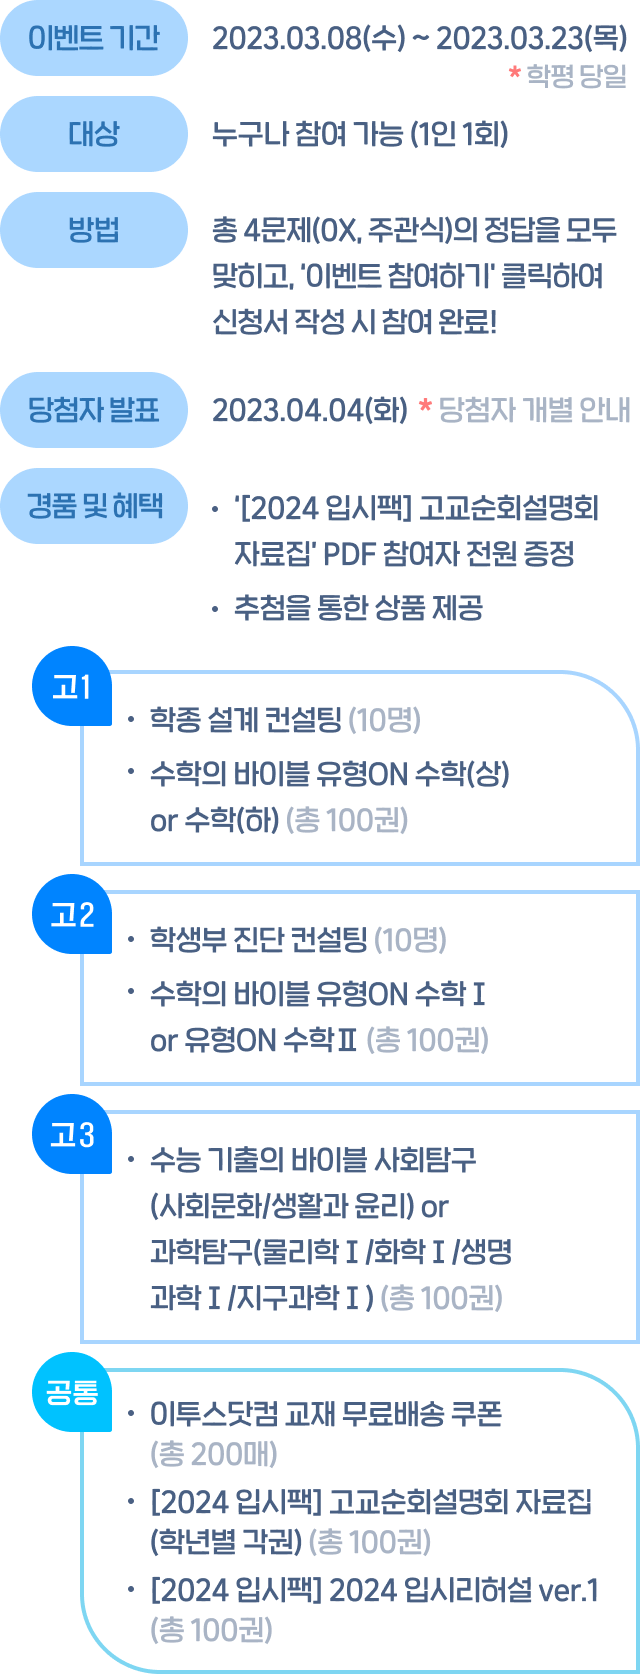 이벤트 기간
2023.03.08(수) ~ 2023.03.23(목)
* 학평 당일
대상
누구나 참여 가능 (1인 1회)
방법
총 4문제(OX, 주관식)의 정답을 모두
맞히고, '이벤트 참여하기' 클릭하여
신청서 작성 시 참여 완료!
당첨자 발표
2023.04.04(화) * 당첨자 개별 안내
경품 및 혜택
• '[2024 입시팩] 고교순회설명회
자료집' PDF 참여자 전원 증정
• 추첨을 통한 상품 제공
고1
• 학종 설계 컨설팅 (10명)
• 수학의 바이블 유형ON 수학(상)
or 수학(하) (총 100권)
고2
• 학생부 진단 컨설팅 (10명)
• 수학의 바이블 유형ON 수학Ⅰ
or 유형ON 수학Ⅱ (총 100권)
고3
• 수능 기출의 바이블 사회탐구
(사회문화/생활과 윤리) or
과학탐구(물리학Ⅰ/화학Ⅰ/생명
과학Ⅰ/지구과학Ⅰ) (총 100권)
공통
• 이투스닷컴 교재 무료배송 쿠폰
(총 200매)
• [2024 입시팩] 고교순회설명회 자료집
(학년별 각권) (총 100권)
• [2024 입시팩] 2024 입시리허설 ver.1
(총 100권)